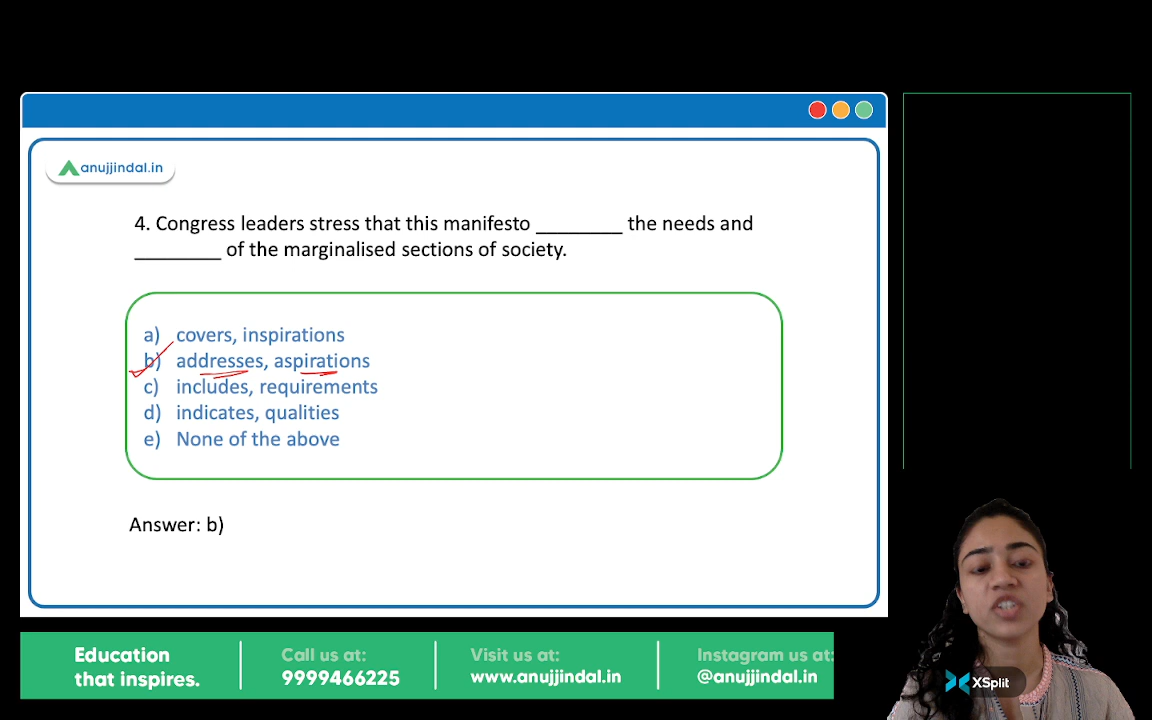 anujjindal.in
4. Congress leaders stress that this manifesto ________ the needs and
________ of the marginalised sections of society.
a) covers, inspirations
b) addresses, aspirations
c) includes, requirements
d) indicates, qualities
e) None of the above
Answer: b)
Education
that inspires.
Call us at:
9999466225
Visit us at:
www.anujjindal.in
Instagram us at:
@anujjindal.in
XSplit